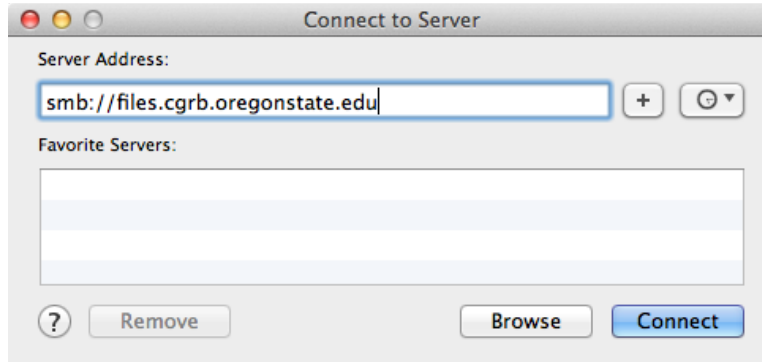 Connect to Server
Server Address:
smb://files.cgrb.oregonstate.edu
+
Favorite Servers:
? Remove Browse Connect